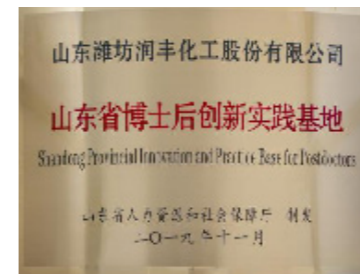 山东潍坊润丰化工股份有限公司
山东省博士后创新实践基地
Shandong Provincial Innovation and Practice Base for Postdoctors
山东省人力资源和社会保障厅 制发
二〇一九年十一月